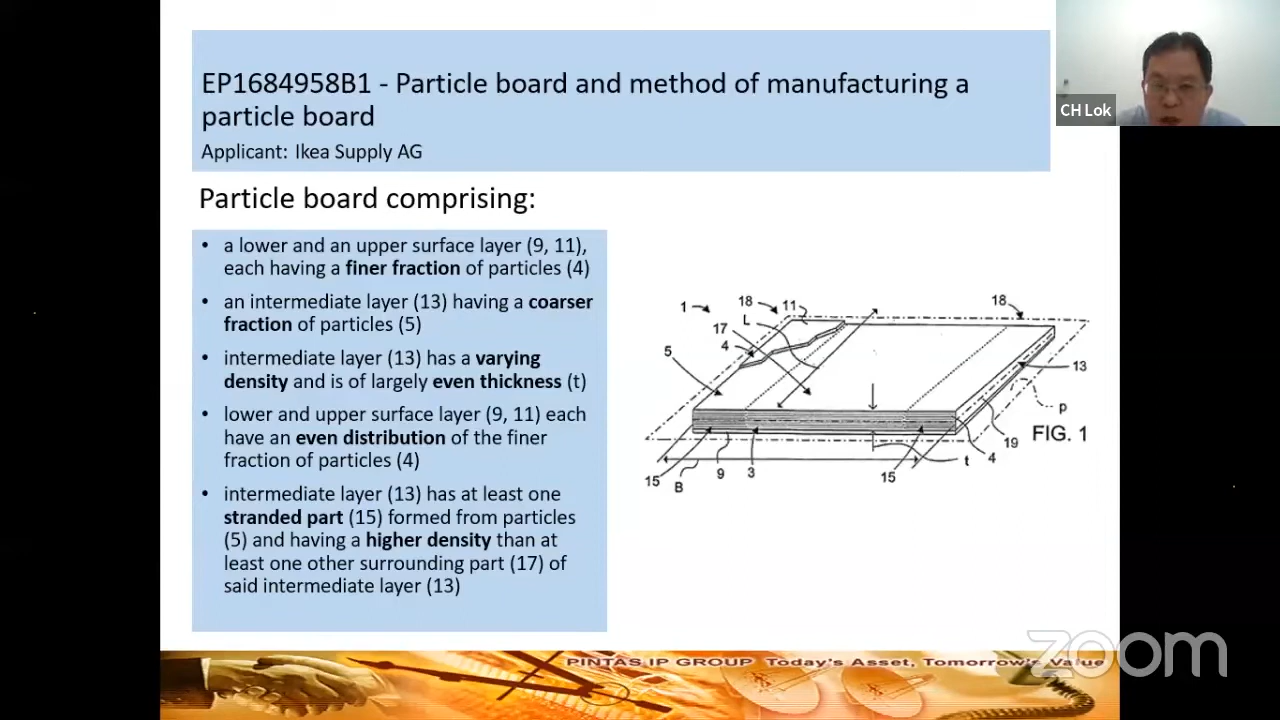 EP1684958B1 - Particle board and method of manufacturing a
particle board
Applicant: Ikea Supply AG
CH Lok
Particle board comprising:
• a lower and an upper surface layer (9, 11),
each having a finer fraction of particles (4)
• an intermediate layer (13) having a coarser
fraction of particles (5)
• intermediate layer (13) has a varying
density and is of largely even thickness (t)
• lower and upper surface layer (9, 11) each
have an even distribution of the finer
fraction of particles (4)
• intermediate layer (13) has at least one
stranded part (15) formed from particles
(5) and having a higher density than at
least one other surrounding part (17) of
said intermediate layer (13)
1
18
11
18
L
17
4
5
13
p
FIG. 1
19
4
t
15
B
9
3
15
PINTAS IP GROUP Today's Asset, Tomorrow's Value
zoom